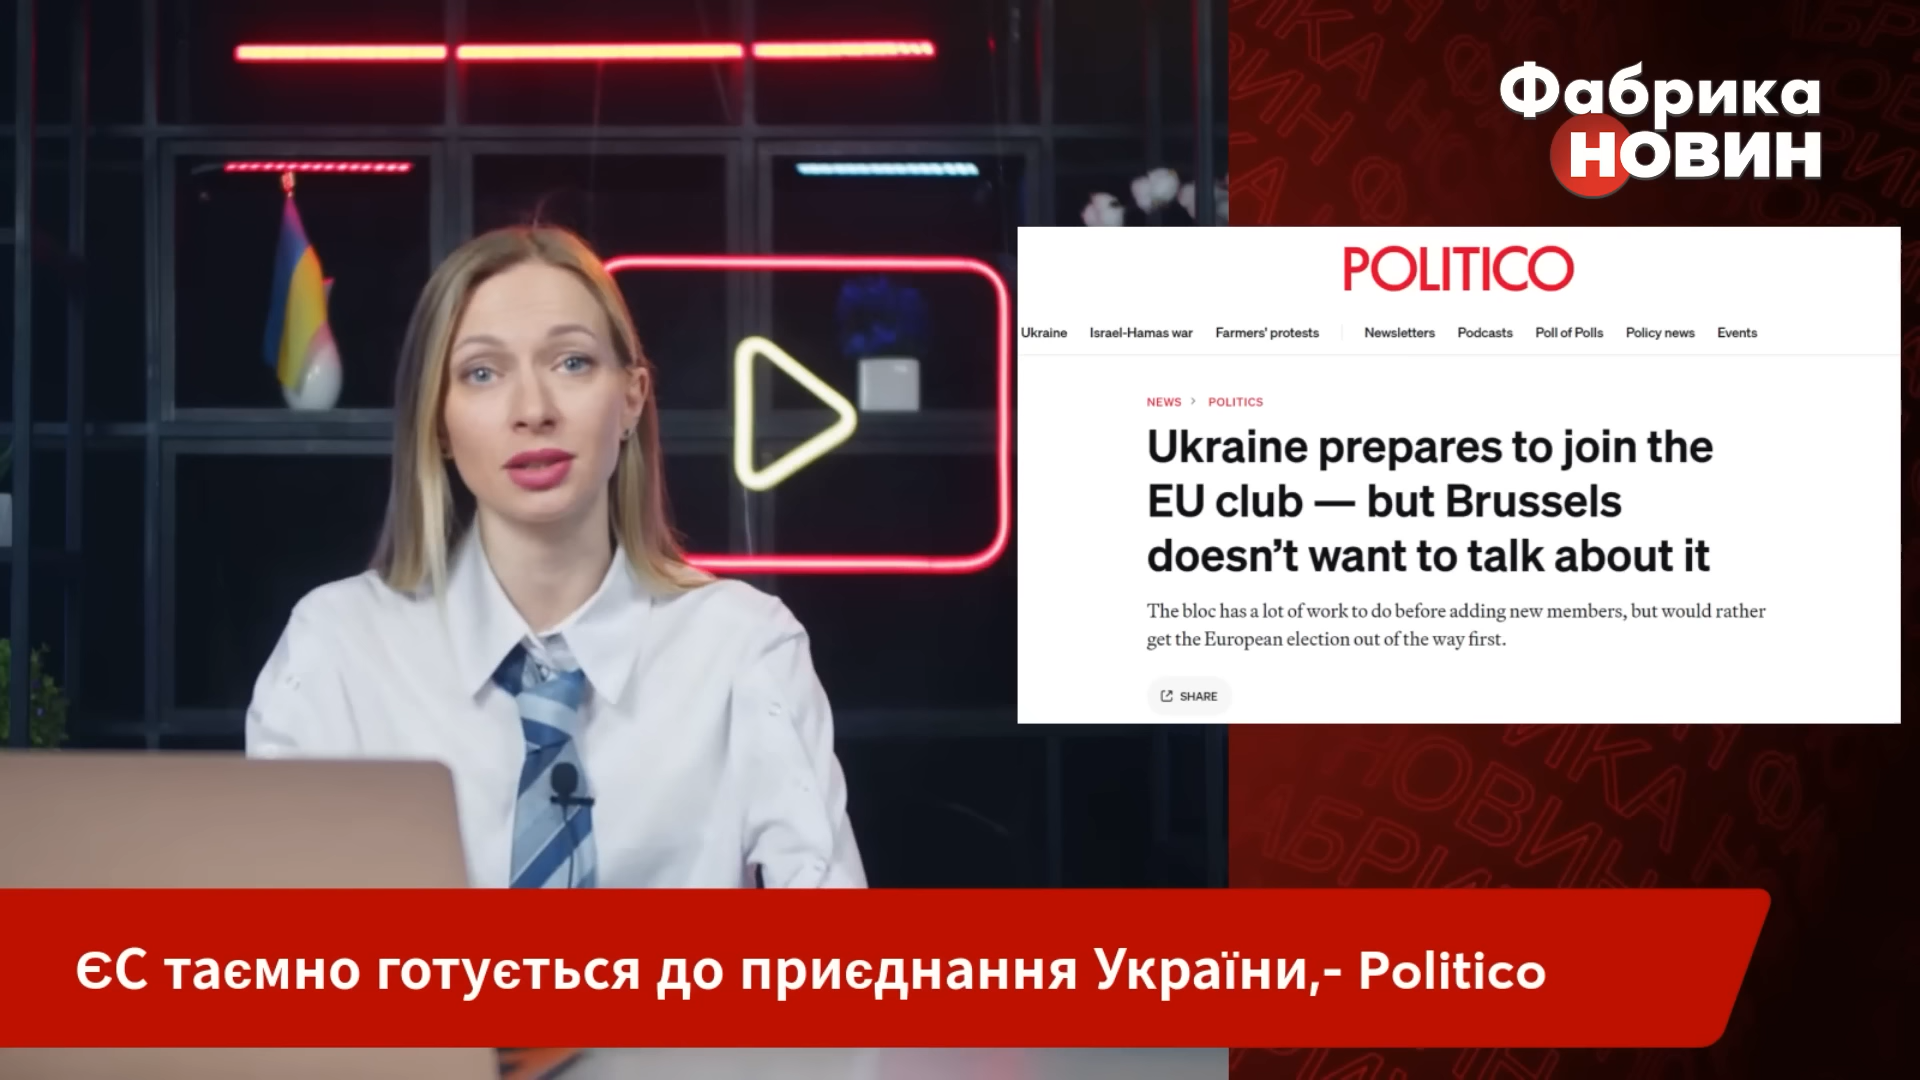 Фабрика
новин
POLITICO
Ukraine Israel-Hamas war Farmers' protests Newsletters Podcasts Poll of Polls Policy news Events
NEWS > POLITICS
Ukraine prepares to join the
EU club — but Brussels
doesn't want to talk about it
The bloc has a lot of work to do before adding new members, but would rather
get the European election out of the way first.
SHARE
ЄС таємно готується до приєднання України,- Politico